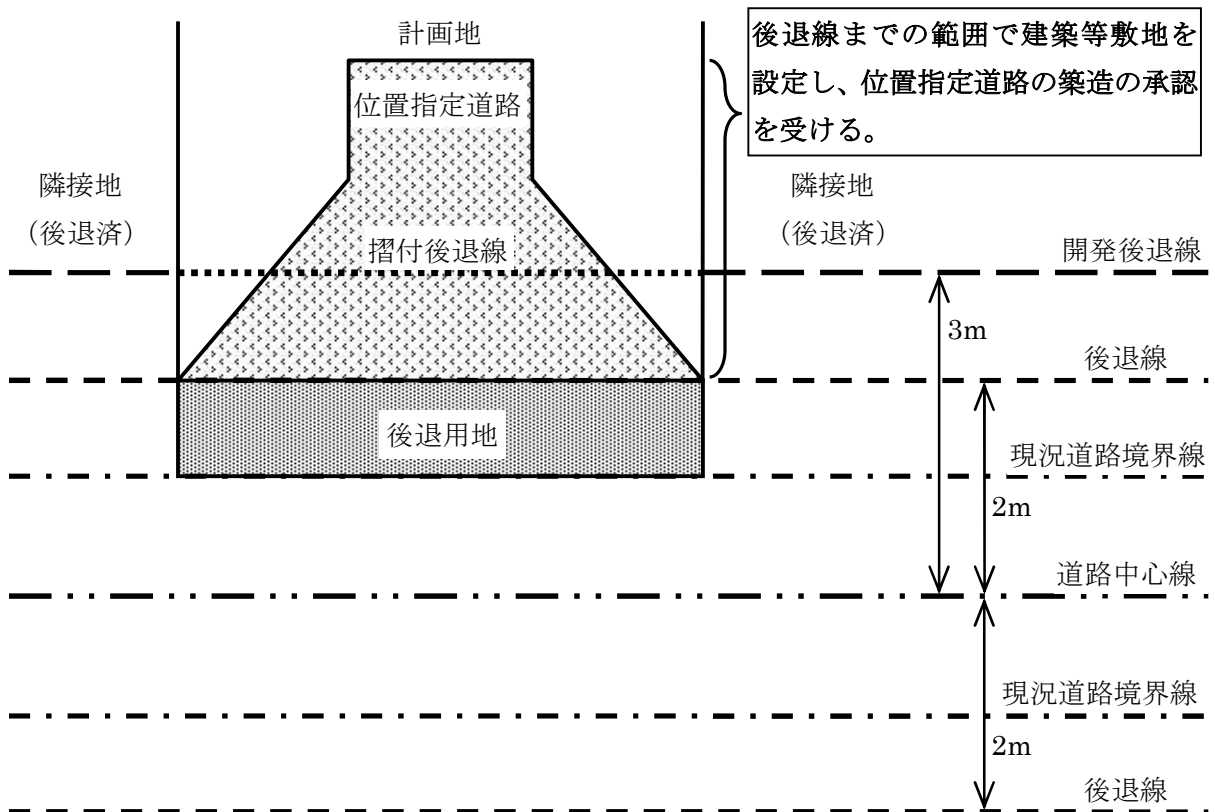 計画地
後退線までの範囲で建築等敷地を
設定し、位置指定道路の築造の承認
を受ける。
位置指定道路
隣接地
（後退済）
隣接地
（後退済）
摺付後退線
開発後退線
3m
後退線
後退用地
現況道路境界線
2m
道路中心線
現況道路境界線
2m
後退線